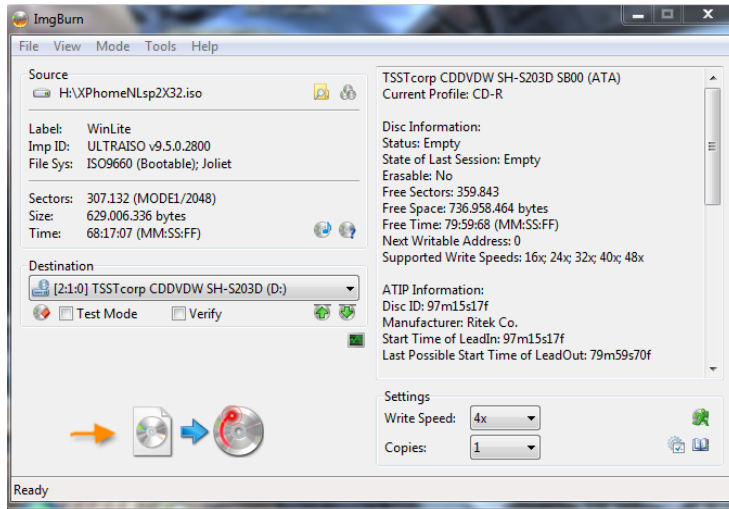 ImgBurn
File View Mode Tools Help
Source
H:\XPhomeNLsp2X32.iso
Label: WinLite
Imp ID: ULTRAISO v9.5.0.2800
File Sys: ISO9660 (Bootable); Joliet
Sectors: 307.132 (MODE1/2048)
Size: 629.006.336 bytes
Time: 68:17:07 (MM:SS:FF)
Destination
[2:1:0] TSSTcorp CDDVDW SH-S203D (D:)
Test Mode Verify
TSSTcorp CDDVDW SH-S203D SB00 (ATA)
Current Profile: CD-R
Disc Information:
Status: Empty
State of Last Session: Empty
Erasable: No
Free Sectors: 359.843
Free Space: 736.958.464 bytes
Free Time: 79:59:68 (MM:SS:FF)
Next Writable Address: 0
Supported Write Speeds: 16x; 24x; 32x; 40x; 48x
ATIP Information:
Disc ID: 97m15s17f
Manufacturer: Ritek Co.
Start Time of LeadIn: 97m15s17f
Last Possible Start Time of LeadOut: 79m59s70f
Settings
Write Speed: 4x
Copies: 1
Ready